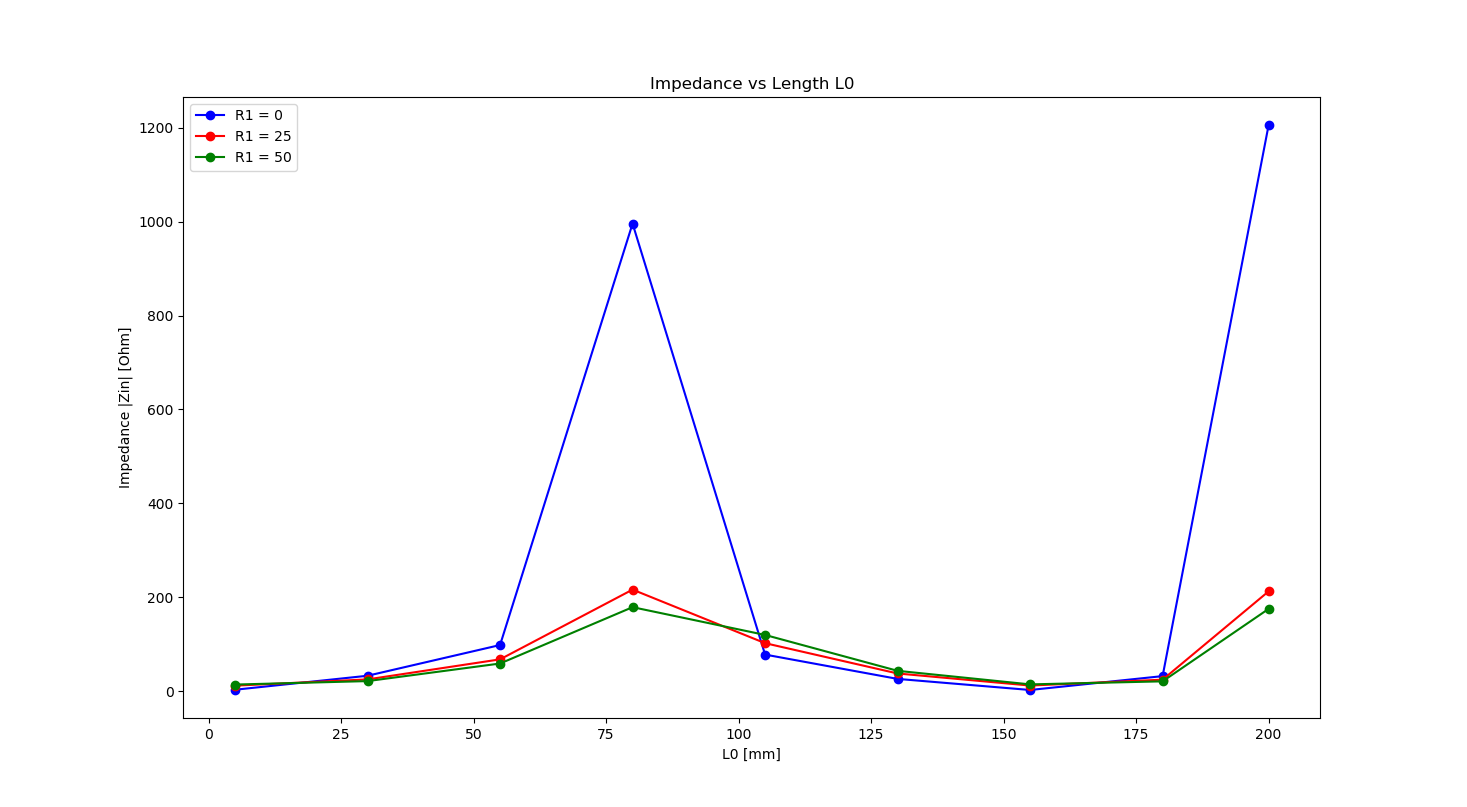 Impedance vs Length L0
R1 = 0
R1 = 25
R1 = 50
1200
1000
800
600
400
200
0
Impedance |Zin| [Ohm]
0 25 50 75 100 125 150 175 200
L0 [mm]